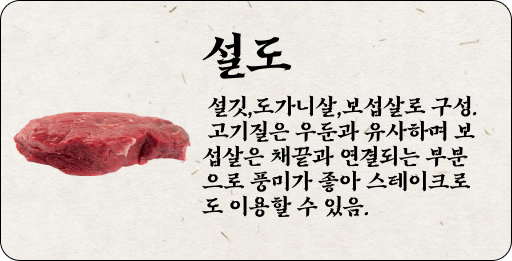 설도
설깃,도가니살,보섭살로 구성.
고기질은 우둔과 유사하며 보
섭살은 채끝과 연결되는 부분
으로 풍미가 좋아 스테이크로
도 이용할 수 있음.